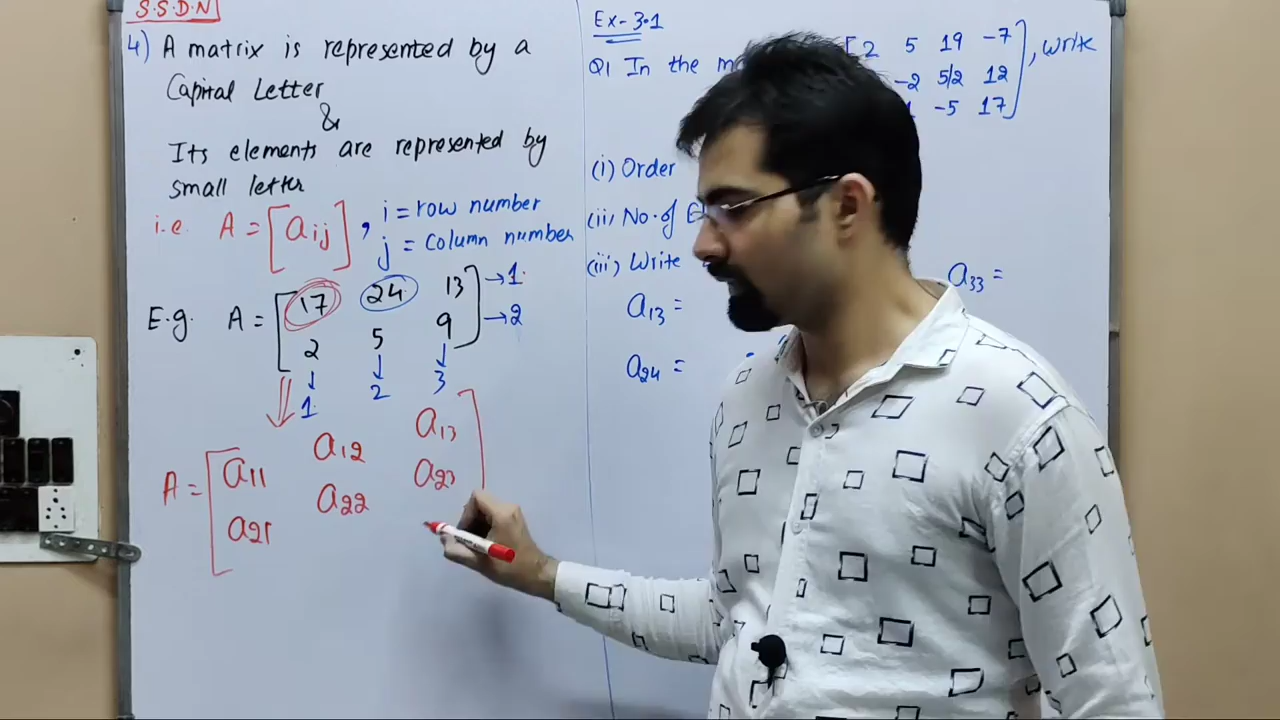 S.S.D.N
4) A matrix is represented by a
Capital Letter
&
Its elements are represented by
small letter
i.e. A = [aij] , i = row number
j = Column number
E.g. A = [17 24 13] → 1
2 5 9 → 2
↓ ↓ ↓
1 2 3
A = [a11 a12 a13]
a21 a22 a23
Ex-3.1
Q1 In the [2 5 19 -7], write
-2 5/2 12
-5 17
(i) Order
(ii) No. of
(iii) Write
a13 = a33 =
a24 =